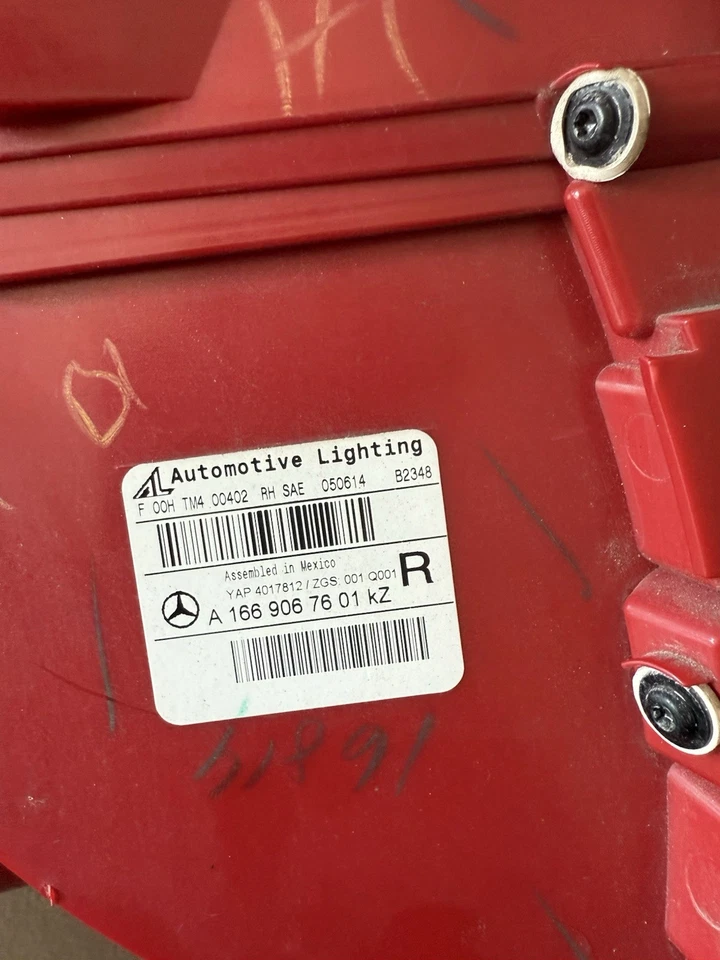 AL Automotive Lighting
F 00H TM4 00402 RH SAE 050614 B2348
Assembled in Mexico
YAP 4017812 / ZGS: 001 Q001 R
A 166 906 76 01 kZ